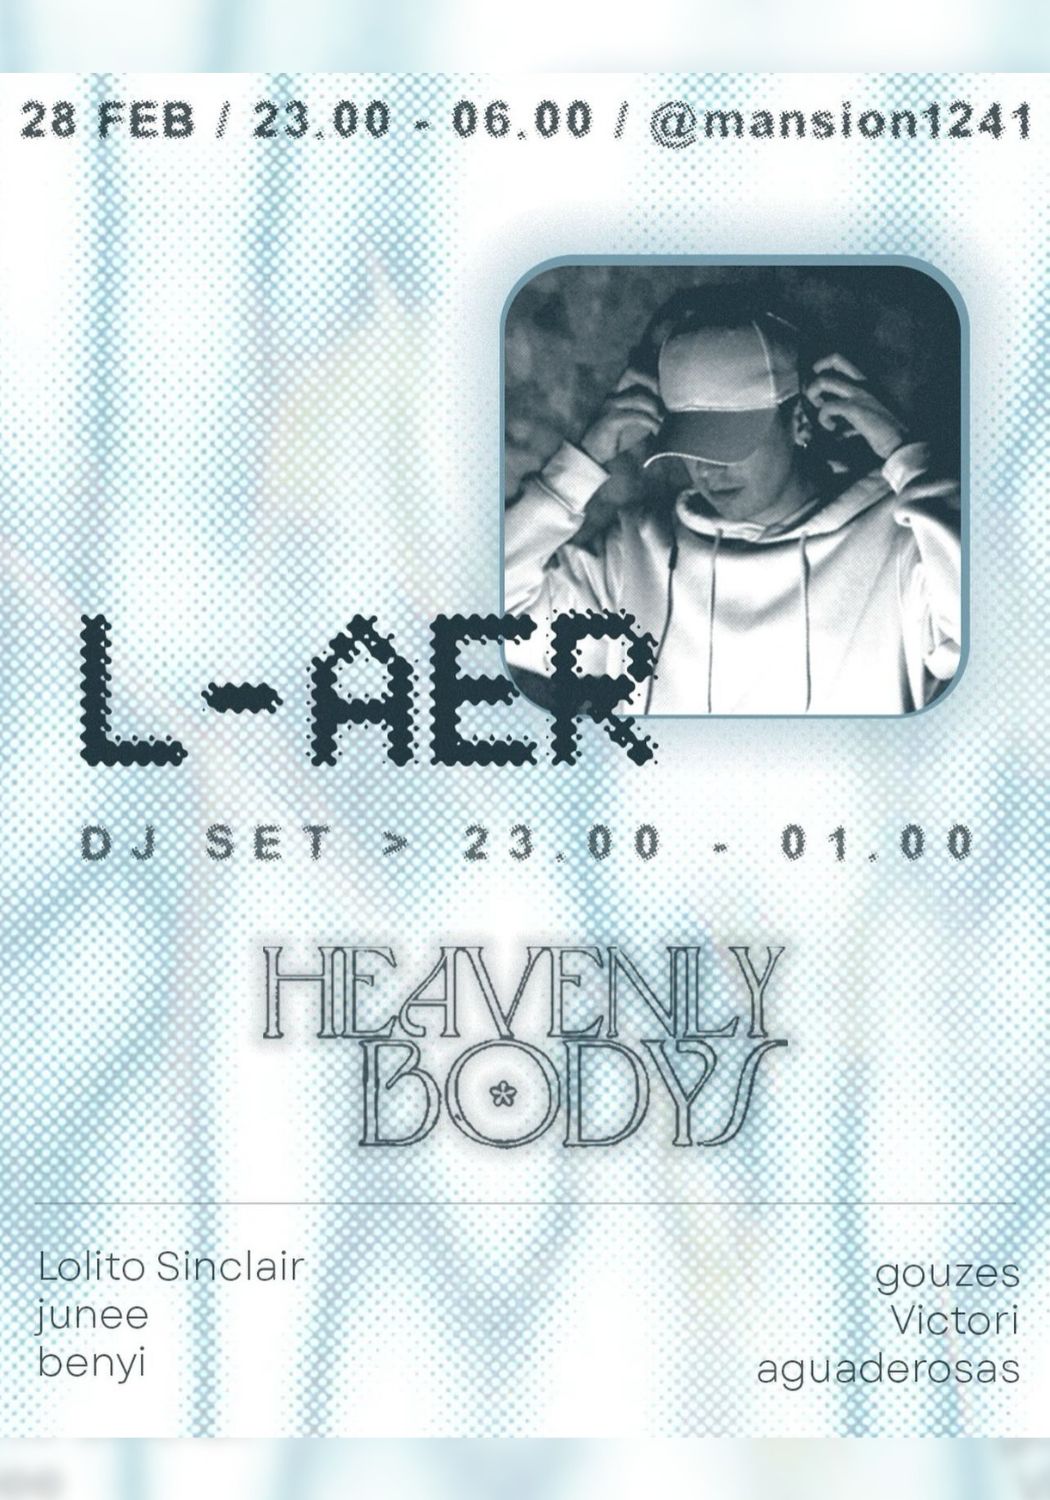 28 FEB / 23.00 - 06.00 / @mansion1241
L-AER
DJ SET > 23.00 - 01.00
HEAVENLY
BODYS
Lolito Sinclair
junee
benyi
gouzes
Victori
aguaderosas